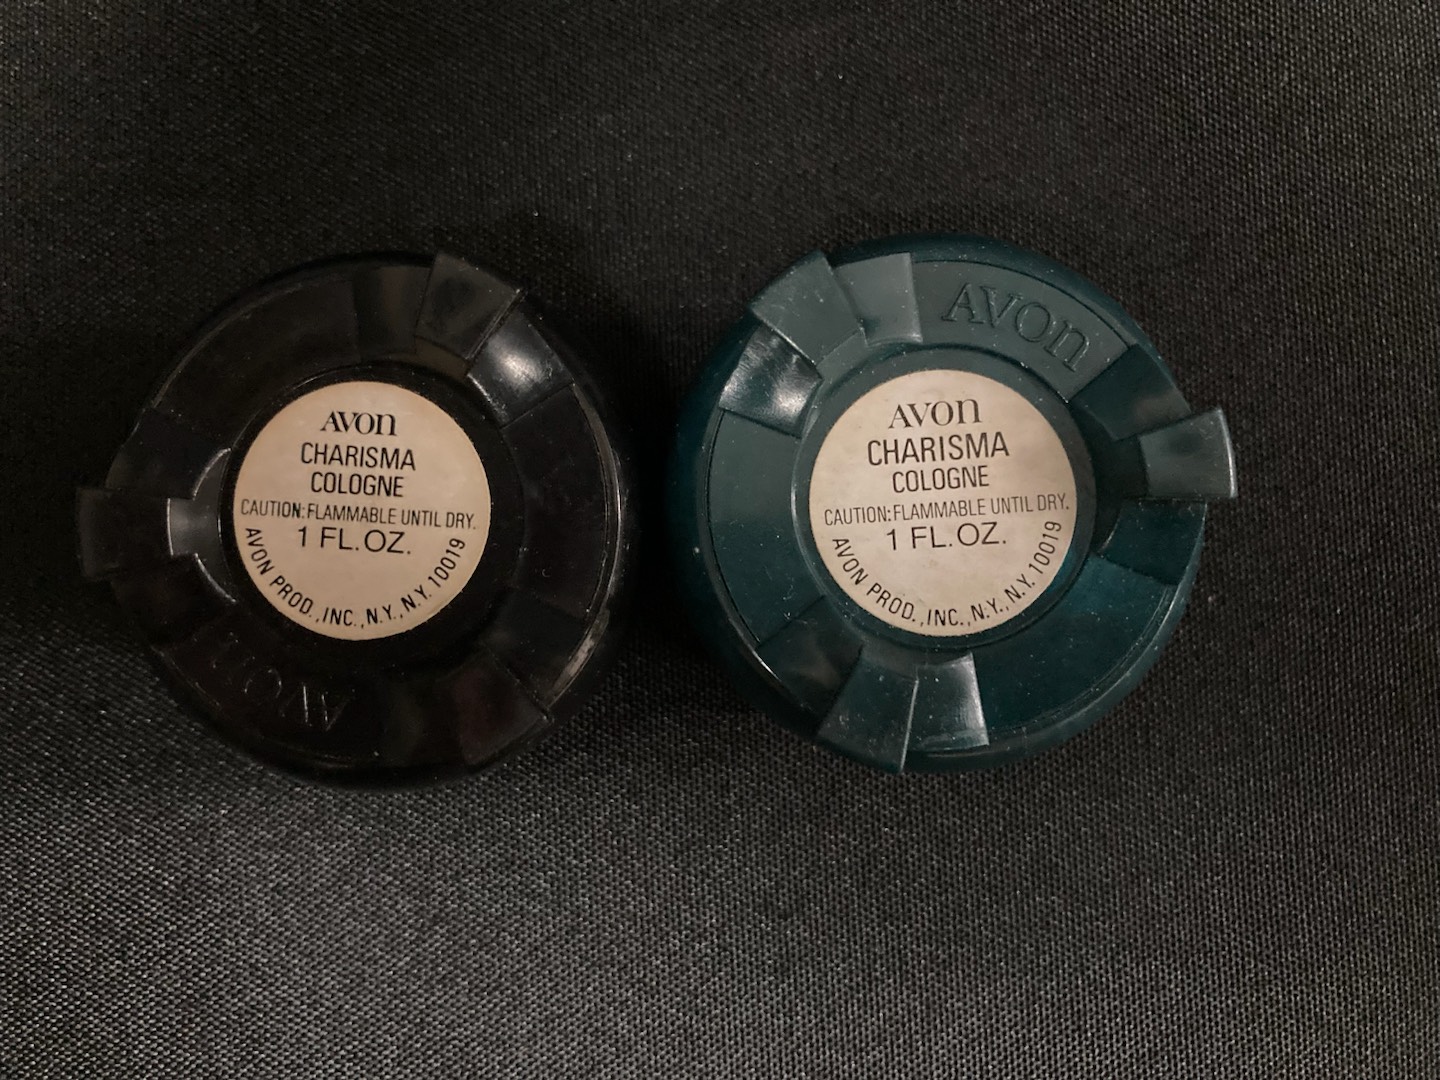 AVON
CHARISMA
COLOGNE
CAUTION: FLAMMABLE UNTIL DRY.
1 FL. OZ.
AVON PROD., INC., N.Y., N.Y. 10019
AVON
AVON
AVON
CHARISMA
COLOGNE
CAUTION: FLAMMABLE UNTIL DRY.
1 FL. OZ.
AVON PROD., INC., N.Y., N.Y. 10019